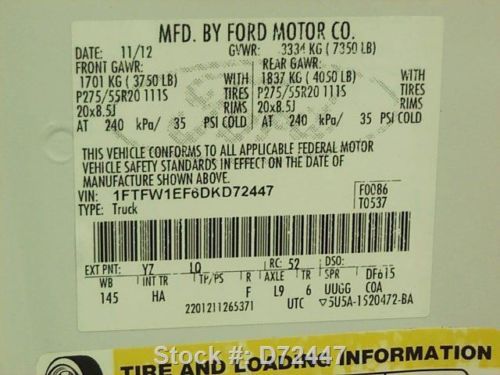 MFD. BY FORD MOTOR CO.
DATE: 11/12 GVWR: 3334 KG (7350 LB)
FRONT GAWR: REAR GAWR:
1701 KG (3750 LB) WITH 1837 KG (4050 LB) WITH
P275/55R20 111S TIRES P275/55R20 111S TIRES
20x8.5J RIMS 20x8.5J RIMS
AT 240 kPa/ 35 PSI COLD AT 240 kPa/ 35 PSI COLD
THIS VEHICLE CONFORMS TO ALL APPLICABLE FEDERAL MOTOR
VEHICLE SAFETY STANDARDS IN EFFECT ON THE DATE OF
MANUFACTURE SHOWN ABOVE.
VIN: 1FTFW1EF6DKD72447 F0086
TYPE: Truck T0537
EXT PNT: YZ LQ RC: 52 DSO:
WB INT TR TP/PS R AXLE TR SPR DF615
145 HA F L9 6 UUGG COA
2201211265371 UTC ▽5U5A-1520472-BA
TIRE AND LOADING INFORMATION
Stock #: D72447